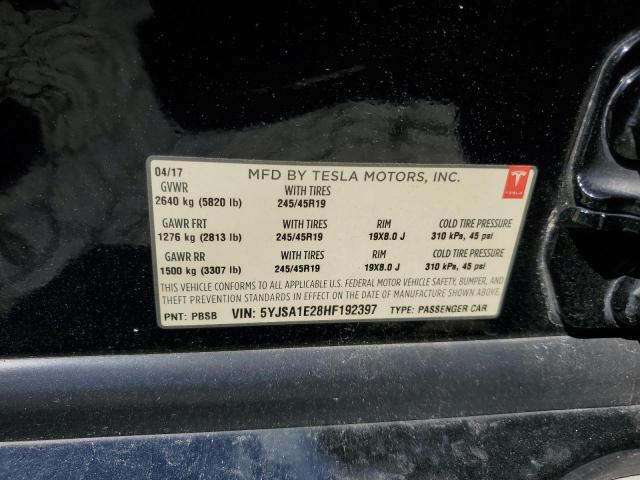 04/17 MFD BY TESLA MOTORS, INC.
GVWR WITH TIRES
2640 kg (5820 lb) 245/45R19
GAWR FRT WITH TIRES RIM COLD TIRE PRESSURE
1276 kg (2813 lb) 245/45R19 19X8.0 J 310 kPa, 45 psi
GAWR RR WITH TIRES RIM COLD TIRE PRESSURE
1500 kg (3307 lb) 245/45R19 19X8.0 J 310 kPa, 45 psi
THIS VEHICLE CONFORMS TO ALL APPLICABLE U.S. FEDERAL MOTOR VEHICLE SAFETY, BUMPER, AND
THEFT PREVENTION STANDARDS IN EFFECT ON THE DATE OF MANUFACTURE SHOWN ABOVE.
PNT: PBSB VIN: 5YJSA1E28HF192397 TYPE: PASSENGER CAR
TESLA